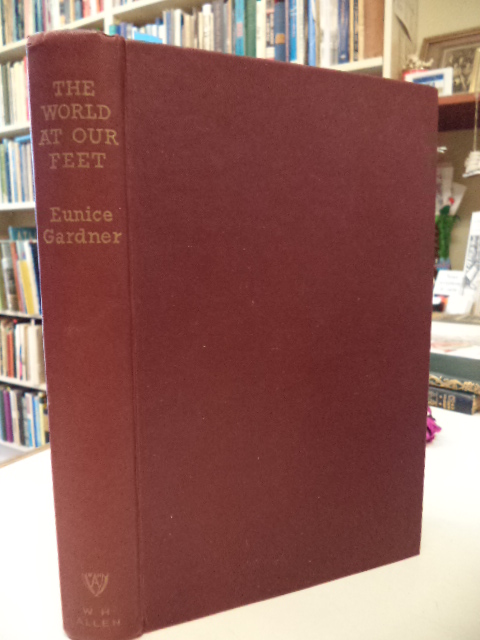 THE
WORLD
AT OUR
FEET
Eunice
Gardner
W H
ALLEN